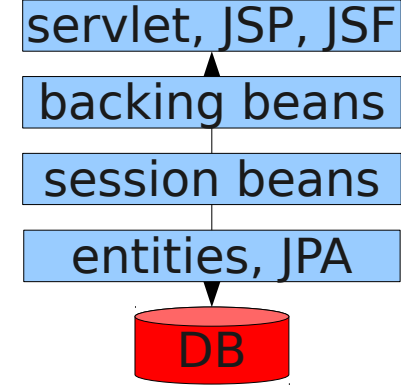 servlet, JSP, JSF
backing beans
session beans
entities, JPA
DB